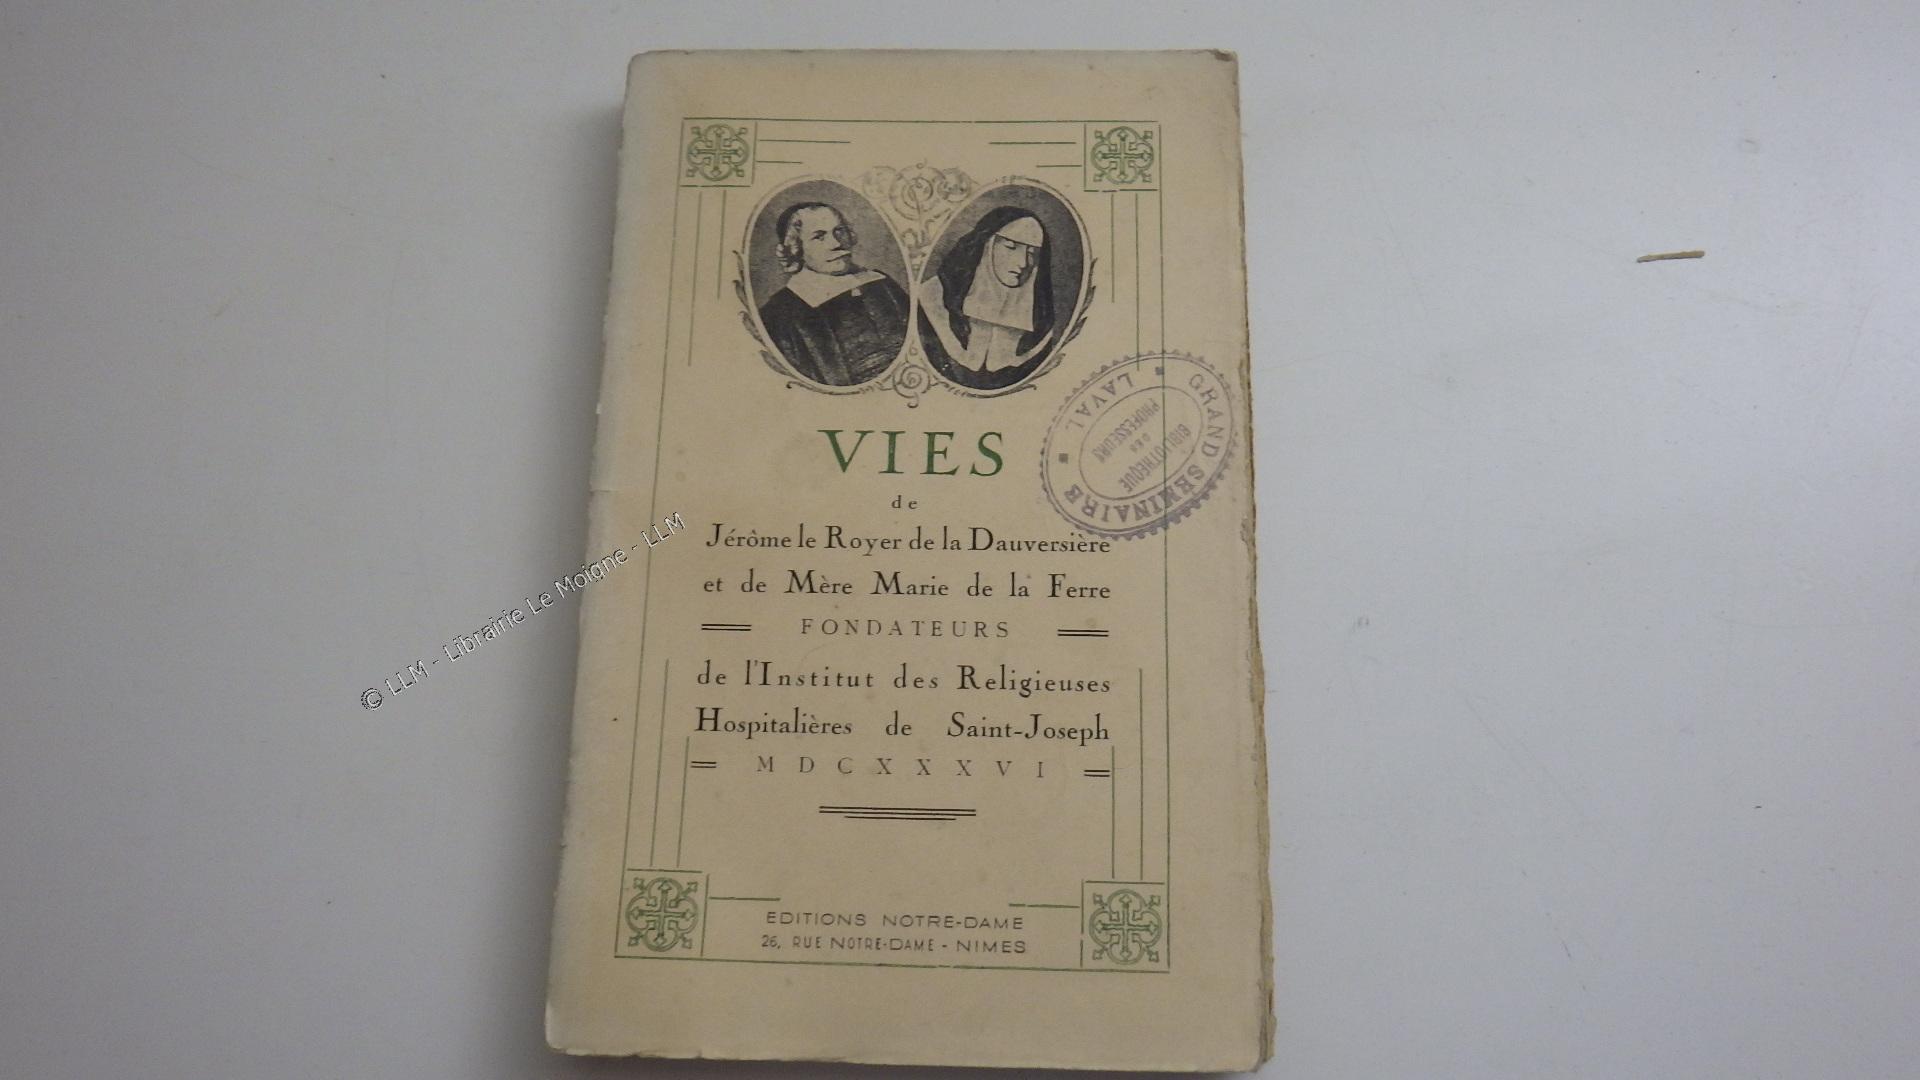 VIES
de
Jérôme le Royer de la Dauversière
et de Mère Marie de la Ferre
FONDATEURS
de l'Institut des Religieuses
Hospitalières de Saint-Joseph
MDCXXXVI
EDITIONS NOTRE-DAME
26, RUE NOTRE-DAME - NIMES
GRAND SEMINAIRE
LAVAL
BIBLIOTHEQUE
DES
PROFESSEURS
© LLM - Librairie Le Moigne - LLM